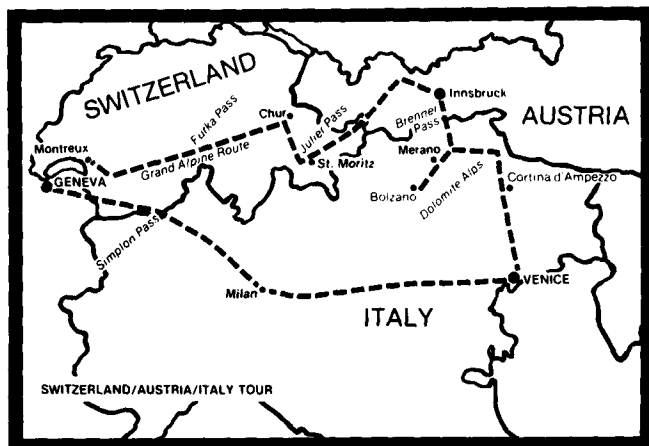 SWITZERLAND
Innsbruck
AUSTRIA
Furka Pass
Chur
Julier Pass
Brenner Pass
Montreux
Grand Alpine Route
St. Moritz
Merano
GENEVA
Bolzano
Dolomite Alps
Cortina d'Ampezzo
Simplon Pass
VENICE
Milan
ITALY
SWITZERLAND/AUSTRIA/ITALY TOUR